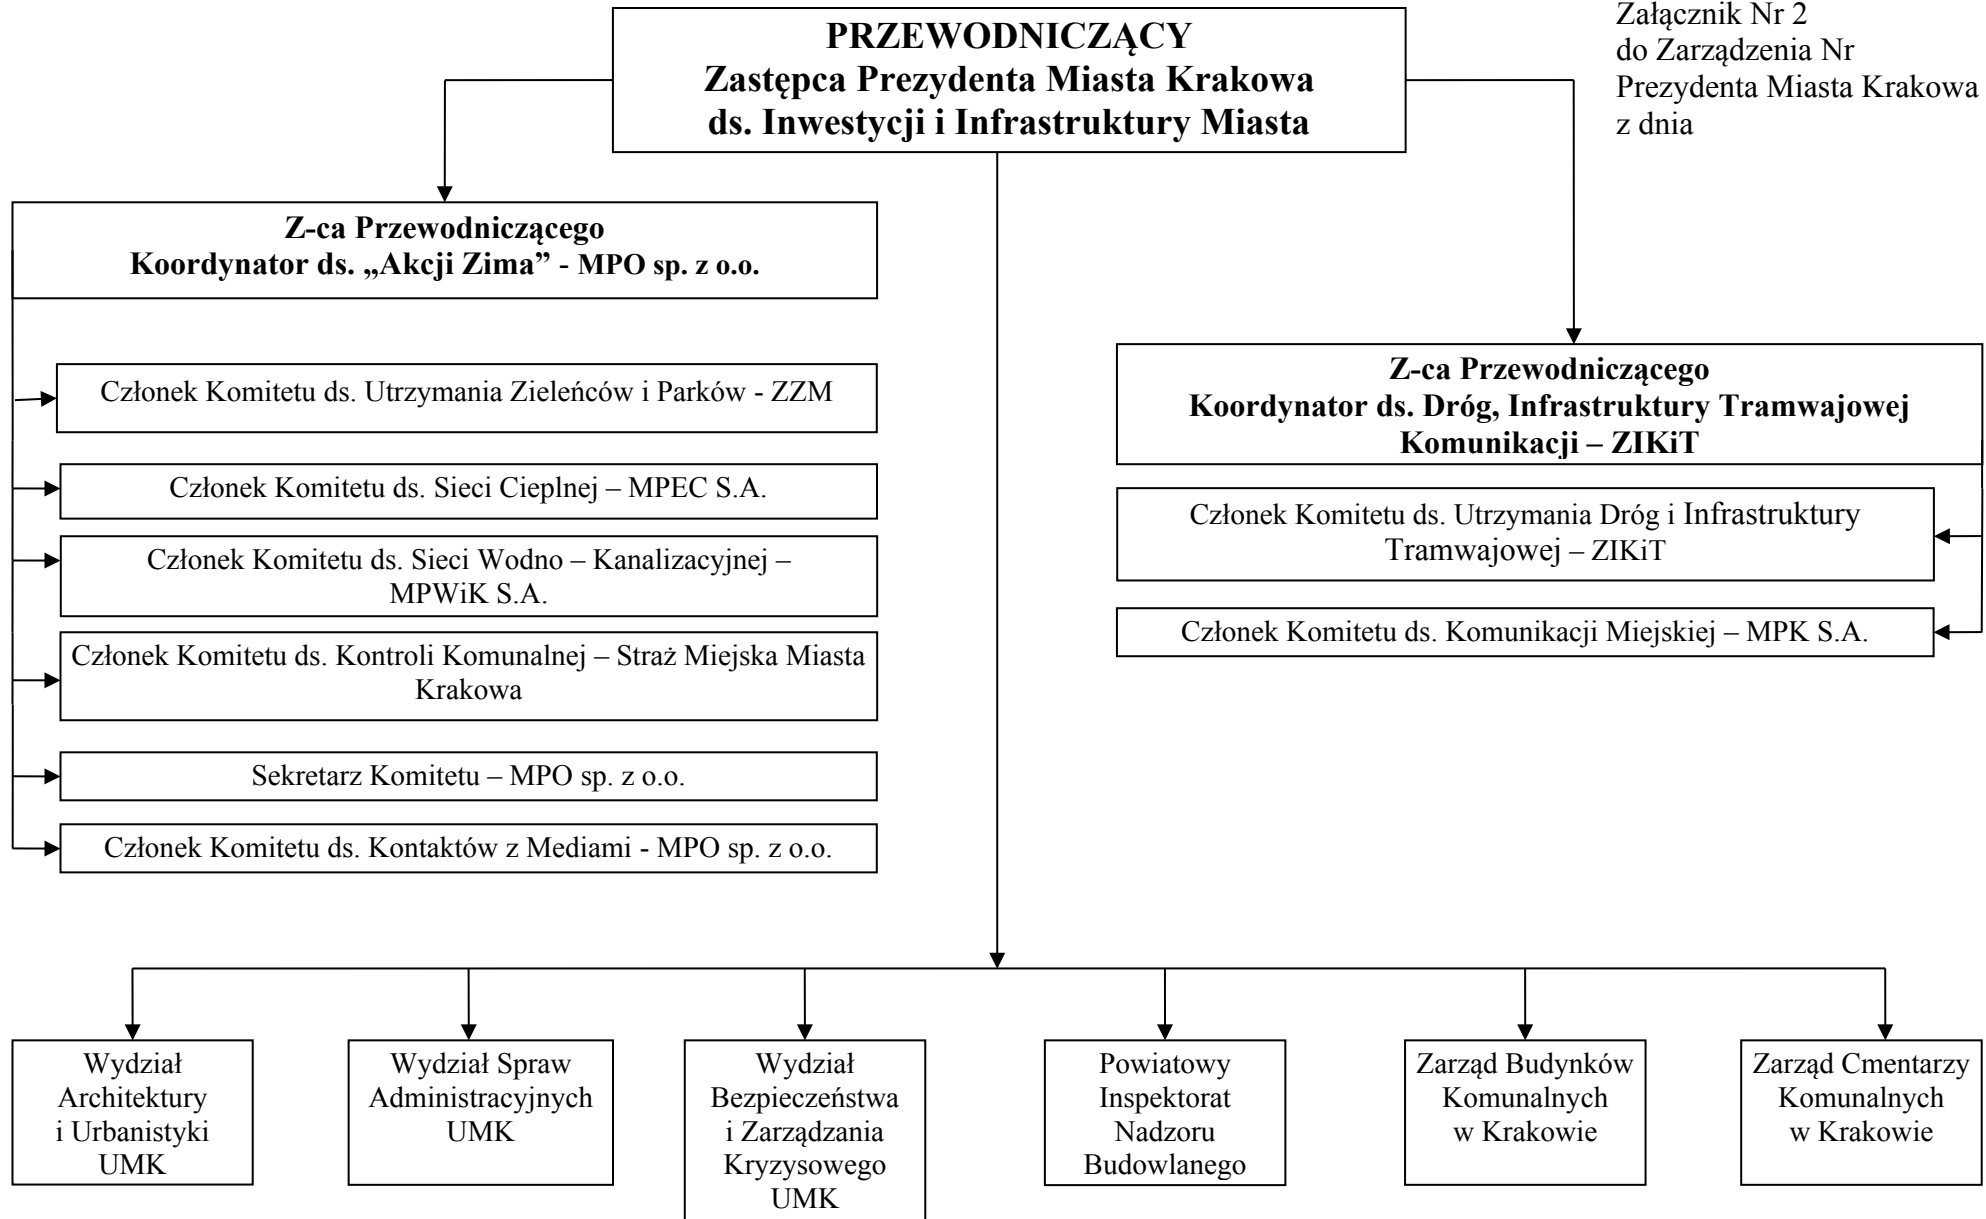 PRZEWODNICZĄCY
Zastępca Prezydenta Miasta Krakowa
ds. Inwestycji i Infrastruktury Miasta
Załącznik Nr 2
do Zarządzenia Nr
Prezydenta Miasta Krakowa
z dnia
Z-ca Przewodniczącego
Koordynator ds. „Akcji Zima” - MPO sp. z o.o.
Członek Komitetu ds. Utrzymania Zieleńców i Parków - ZZM
Członek Komitetu ds. Sieci Cieplnej – MPEC S.A.
Członek Komitetu ds. Sieci Wodno – Kanalizacyjnej –
MPWiK S.A.
Członek Komitetu ds. Kontroli Komunalnej – Straż Miejska Miasta
Krakowa
Sekretarz Komitetu – MPO sp. z o.o.
Członek Komitetu ds. Kontaktów z Mediami - MPO sp. z o.o.
Z-ca Przewodniczącego
Koordynator ds. Dróg, Infrastruktury Tramwajowej
Komunikacji – ZIKiT
Członek Komitetu ds. Utrzymania Dróg i Infrastruktury
Tramwajowej – ZIKiT
Członek Komitetu ds. Komunikacji Miejskiej – MPK S.A.
Wydział
Architektury
i Urbanistyki
UMK
Wydział Spraw
Administracyjnych
UMK
Wydział
Bezpieczeństwa
i Zarządzania
Kryzysowego
UMK
Powiatowy
Inspektorat
Nadzoru
Budowlanego
Zarząd Budynków
Komunalnych
w Krakowie
Zarząd Cmentarzy
Komunalnych
w Krakowie